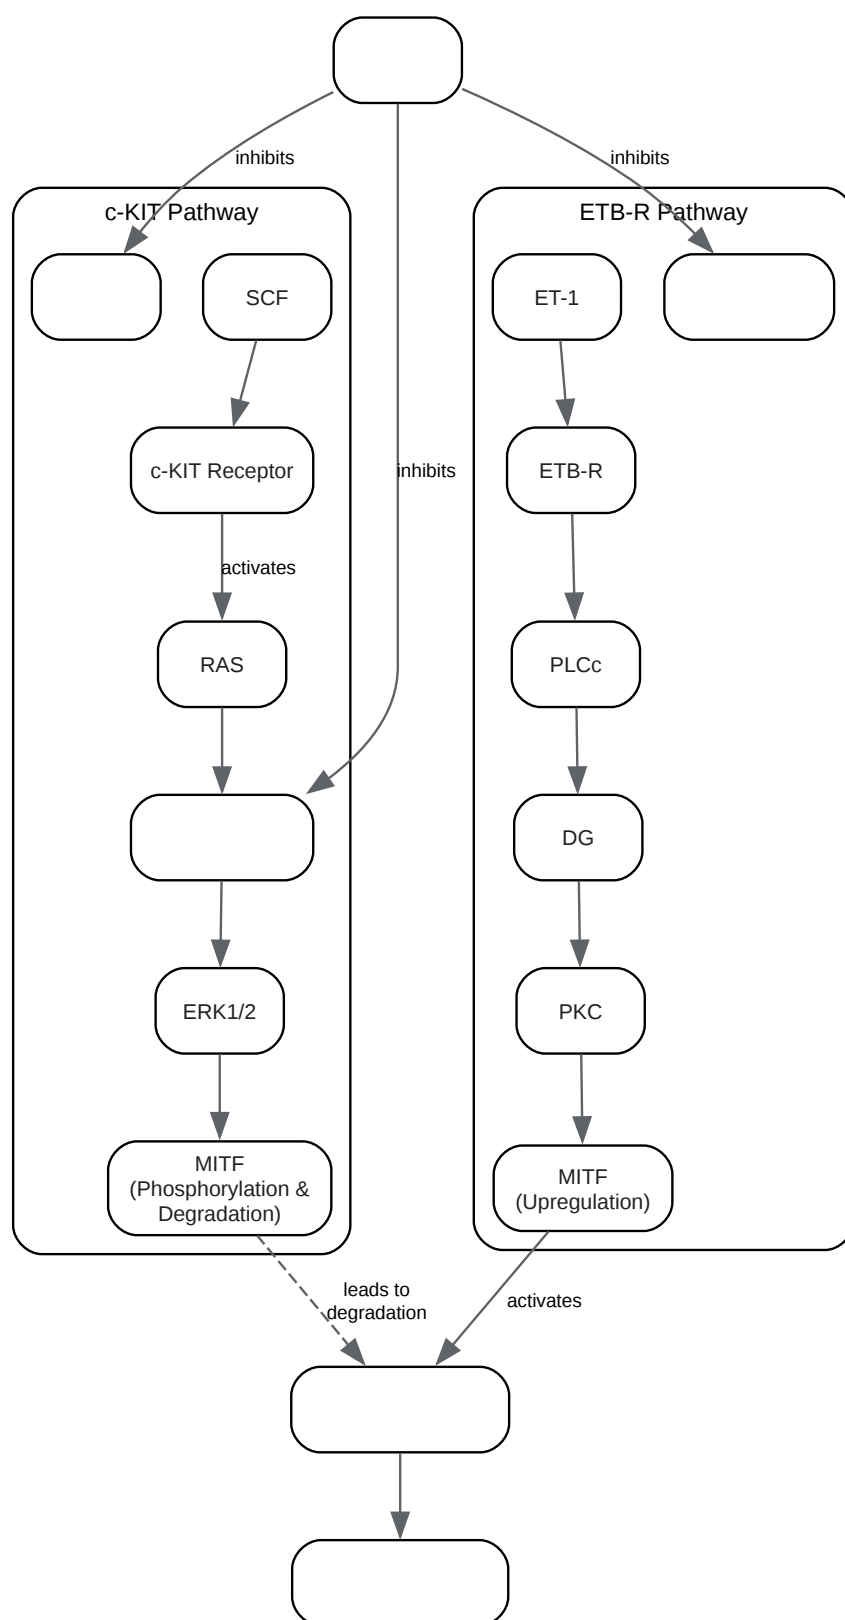 inhibits
inhibits
c-KIT Pathway
ETB-R Pathway
SCF
ET-1
c-KIT Receptor
inhibits
ETB-R
activates
RAS
PLCc
DG
ERK1/2
PKC
MITF
(Phosphorylation &
Degradation)
MITF
(Upregulation)
leads to
degradation
activates